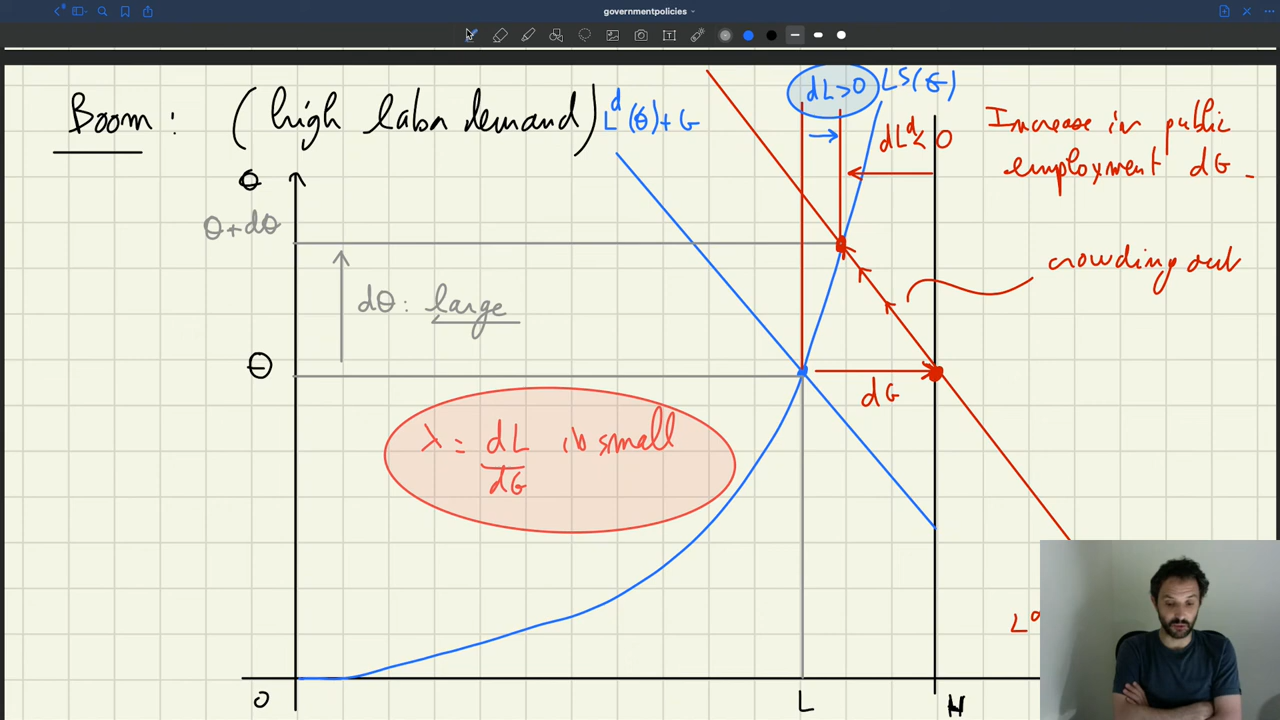 governmentpolicies
Boom: (high labor demand)
L^d(θ)+G
dL>0
L^s(θ)
dL^d<0
Increase in public
employment dG.
θ
θ+dθ
dθ: large
crowding out
θ
dG
λ = dL/dG is small
L
O
L
H